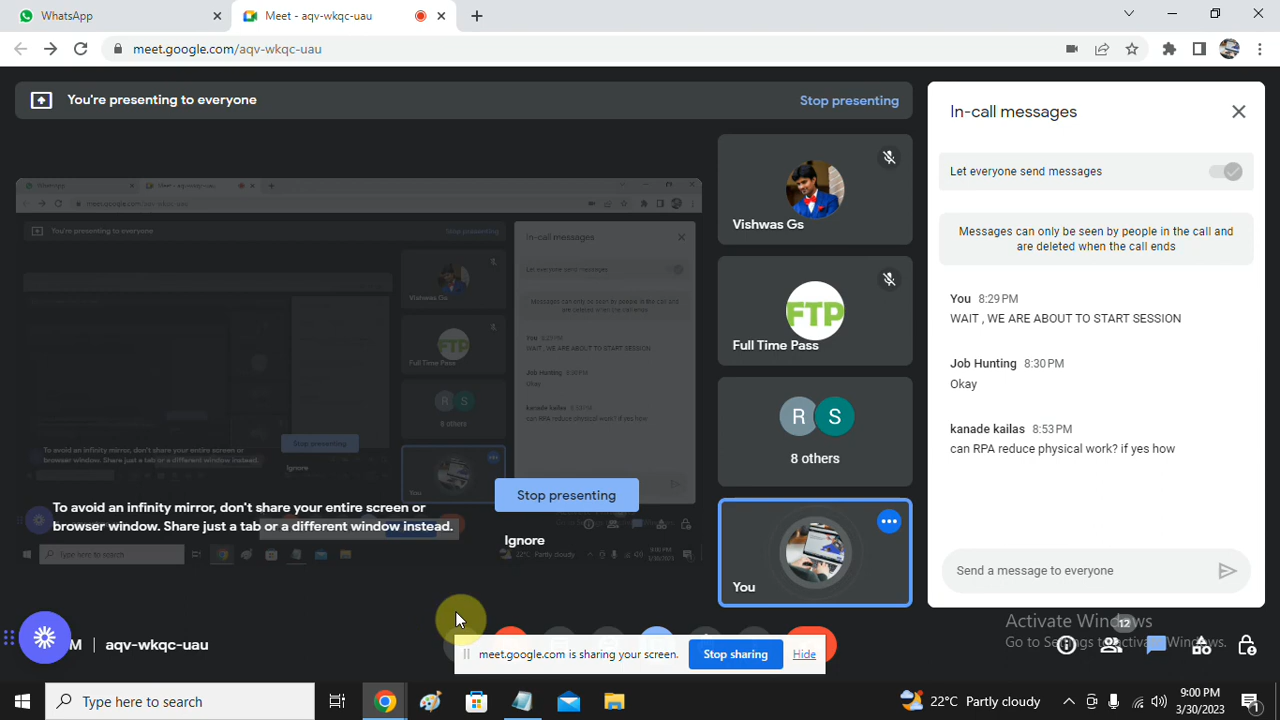 WhatsApp
Meet - aqv-wkqc-uau
meet.google.com/aqv-wkqc-uau
You're presenting to everyone
Stop presenting
Vishwas Gs
FTP
Full Time Pass
R S
8 others
You
To avoid an infinity mirror, don't share your entire screen or
browser window. Share just a tab or a different window instead.
Stop presenting
Ignore
In-call messages
Let everyone send messages
Messages can only be seen by people in the call and
are deleted when the call ends
You 8:29 PM
WAIT , WE ARE ABOUT TO START SESSION
Job Hunting 8:30 PM
Okay
kanade kailas 8:53 PM
can RPA reduce physical work? if yes how
Send a message to everyone
Activate Windows
Go to Settings to activate Windows.
12
M | aqv-wkqc-uau
meet.google.com is sharing your screen.
Stop sharing
Hide
Type here to search
22°C Partly cloudy
9:00 PM
3/30/2023
1